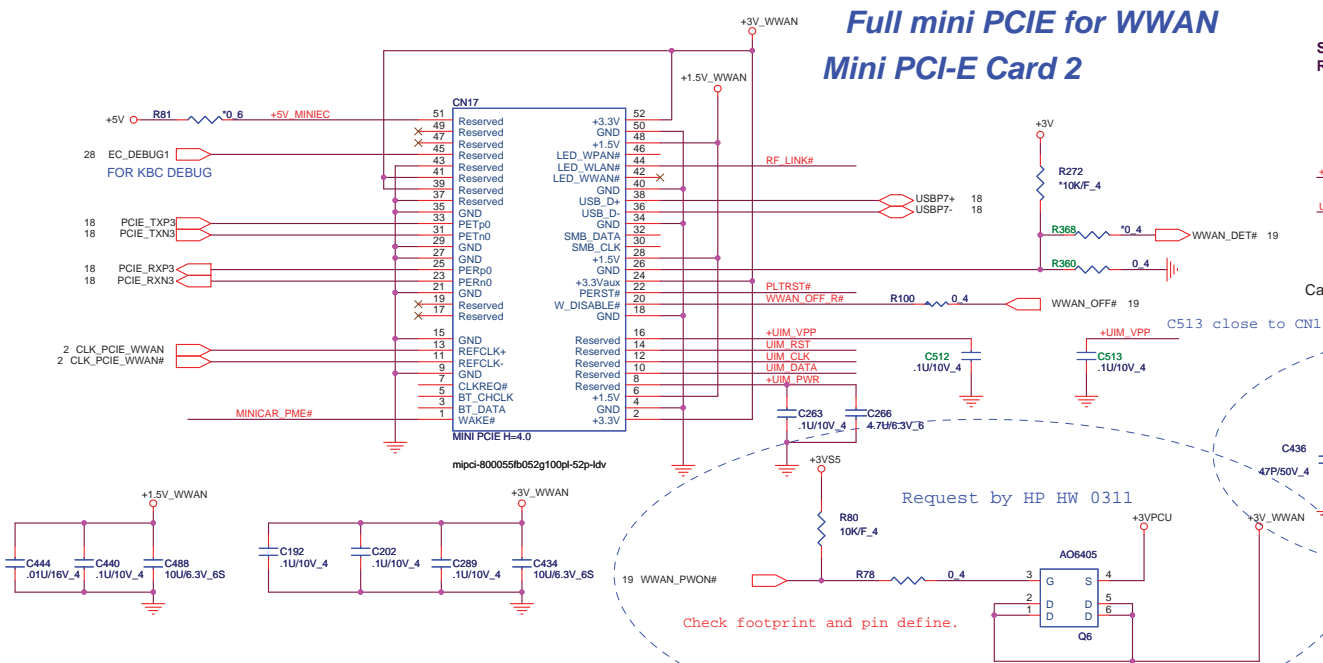 Full mini PCIE for WWAN
Mini PCI-E Card 2
+3V_WWAN
+1.5V_WWAN
CN17
+5V R81 *0_6 +5V_MINIEC
28 EC_DEBUG1
FOR KBC DEBUG
18 PCIE_TXP3
18 PCIE_TXN3
18 PCIE_RXP3
18 PCIE_RXN3
2 CLK_PCIE_WWAN
2 CLK_PCIE_WWAN#
MINICAR_PME#
51 Reserved +3.3V 52
49 Reserved GND 50
47 Reserved +1.5V 48
45 Reserved LED_WPAN# 46
43 Reserved LED_WLAN# 44 RF_LINK#
41 Reserved LED_WWAN# 42
39 Reserved GND 40
37 Reserved USB_D+ 38 USBP7+ 18
35 GND USB_D- 36 USBP7- 18
33 PETp0 GND 34
31 PETn0 SMB_DATA 32
29 GND SMB_CLK 30
27 GND +1.5V 28
25 PERp0 GND 26
23 PERn0 +3.3Vaux 24
21 GND PERST# 22 PLTRST#
19 Reserved W_DISABLE# 20 WWAN_OFF_R# R100 0_4 WWAN_OFF# 19
17 Reserved GND 18
15 GND Reserved 16 +UIM_VPP
13 REFCLK+ Reserved 14 UIM_RST
11 REFCLK- Reserved 12 UIM_CLK
9 GND Reserved 10 UIM_DATA
7 CLKREQ# Reserved 8 +UIM_PWR
5 BT_CHCLK +1.5V 6
3 BT_DATA GND 4
1 WAKE# +3.3V 2
MINI PCIE H=4.0
mipci-800055fb052g100pl-52p-ldv
+3V
R272
*10K/F_4
R368 *0_4 WWAN_DET# 19
R360 0_4
S
R
Ca
C513 close to CN1
C512
.1U/10V_4
+UIM_VPP
C513
.1U/10V_4
C263
.1U/10V_4
C266
4.7U/6.3V_6
C436
47P/50V_4
+1.5V_WWAN
C444
.01U/16V_4
C440
.1U/10V_4
C488
10U/6.3V_6S
+3V_WWAN
C192
.1U/10V_4
C202
.1U/10V_4
C289
.1U/10V_4
C434
10U/6.3V_6S
+3VS5
Request by HP HW 0311
R80
10K/F_4
+3VPCU
+3V_WWAN
19 WWAN_PWON# R78 0_4
AO6405
3 G S 4
2 D D 5
1 D D 6
Q6
Check footprint and pin define.